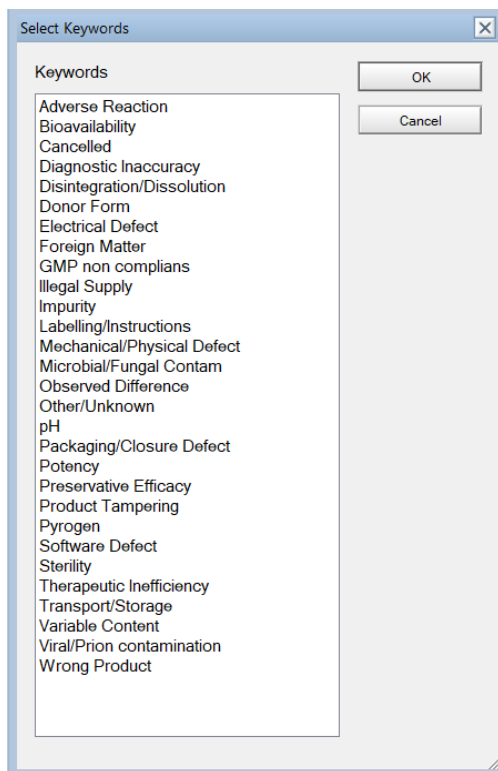 Select Keywords
Keywords
OK
Cancel
Adverse Reaction
Bioavailability
Cancelled
Diagnostic Inaccuracy
Disintegration/Dissolution
Donor Form
Electrical Defect
Foreign Matter
GMP non complians
Illegal Supply
Impurity
Labelling/Instructions
Mechanical/Physical Defect
Microbial/Fungal Contam
Observed Difference
Other/Unknown
pH
Packaging/Closure Defect
Potency
Preservative Efficacy
Product Tampering
Pyrogen
Software Defect
Sterility
Therapeutic Inefficiency
Transport/Storage
Variable Content
Viral/Prion contamination
Wrong Product